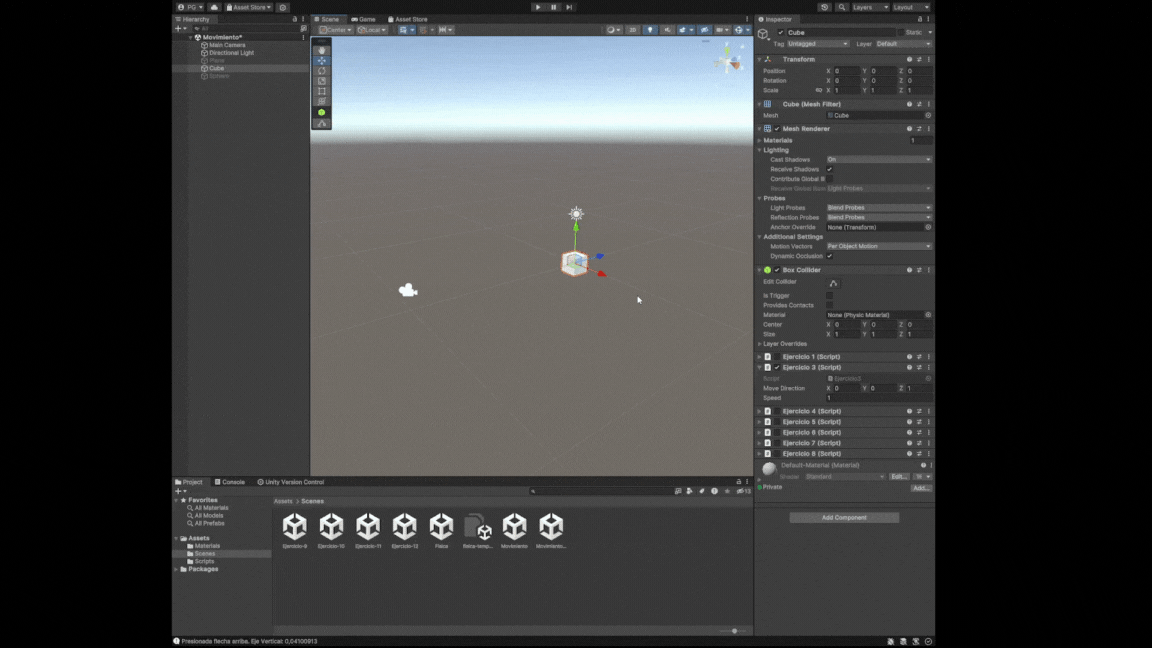 PG Asset Store Layers Layout
Hierarchy
All
Movimiento*
Main Camera
Directional Light
Plane
Cube
Sphere
Scene Game Asset Store
Center Local 2D
Inspector
Cube Static
Tag Untagged Layer Default
Transform
Position X 0 Y 0 Z 0
Rotation X 0 Y 0 Z 0
Scale X 1 Y 1 Z 1
Cube (Mesh Filter)
Mesh Cube
Mesh Renderer
Materials 1
Lighting
Cast Shadows On
Receive Shadows
Contribute Global Il
Receive Global Illum Light Probes
Probes
Light Probes Blend Probes
Reflection Probes Blend Probes
Anchor Override None (Transform)
Additional Settings
Motion Vectors Per Object Motion
Dynamic Occlusion
Box Collider
Edit Collider
Is Trigger
Provides Contacts
Material None (Physic Material)
Center X 0 Y 0 Z 0
Size X 1 Y 1 Z 1
Layer Overrides
Ejercicio 1 (Script)
Ejercicio 3 (Script)
Script Ejercicio3
Move Direction X 0 Y 0 Z 1
Speed 1
Ejercicio 4 (Script)
Ejercicio 5 (Script)
Ejercicio 6 (Script)
Ejercicio 7 (Script)
Ejercicio 8 (Script)
Default-Material (Material)
Shader Standard Edit...
Private Add...
Add Component
Project Console Unity Version Control
13
Favorites
All Materials
All Models
All Prefabs
Assets
Materials
Scenes
Scripts
Packages
Assets > Scenes
Ejercicio-9 Ejercicio-10 Ejercicio-11 Ejercicio-12 Fisica Reina-temp... Movimiento Movimiento...
Presionada flecha arriba. Eje Vertical: 0,04100913